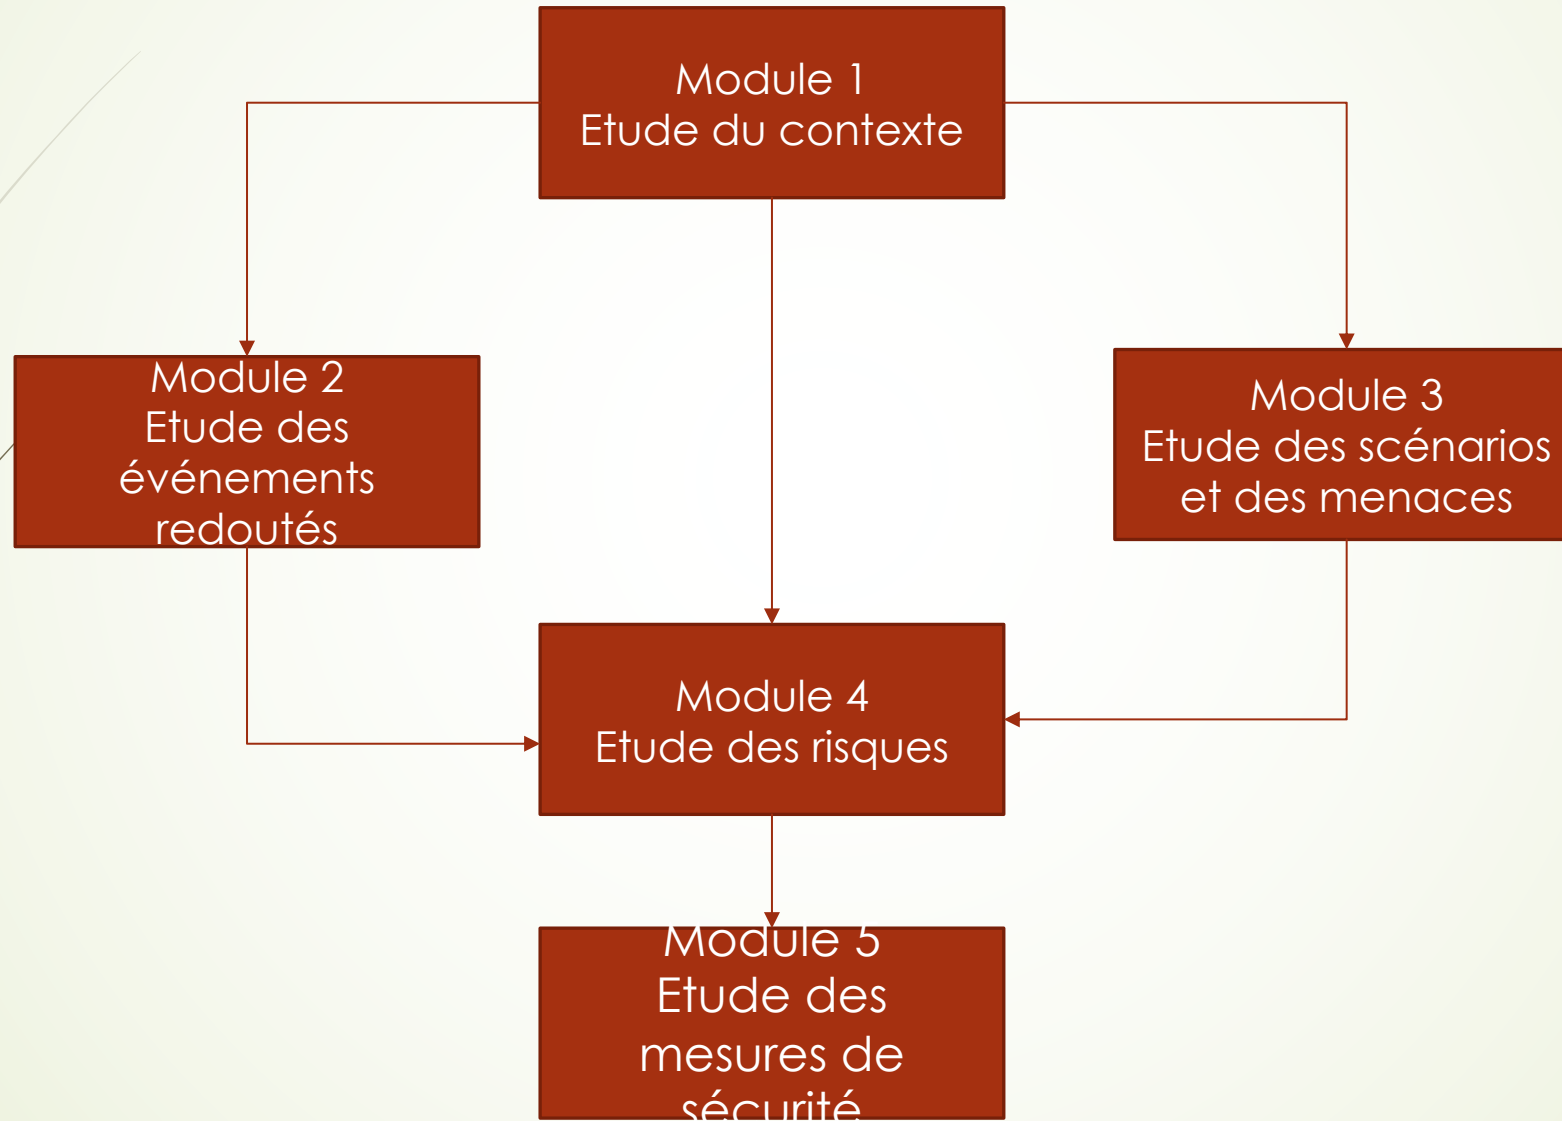 Module 1
Etude du contexte
Module 2
Etude des
événements
redoutés
Module 3
Etude des scénarios
et des menaces
Module 4
Etude des risques
Module 5
Etude des
mesures de
sécurité